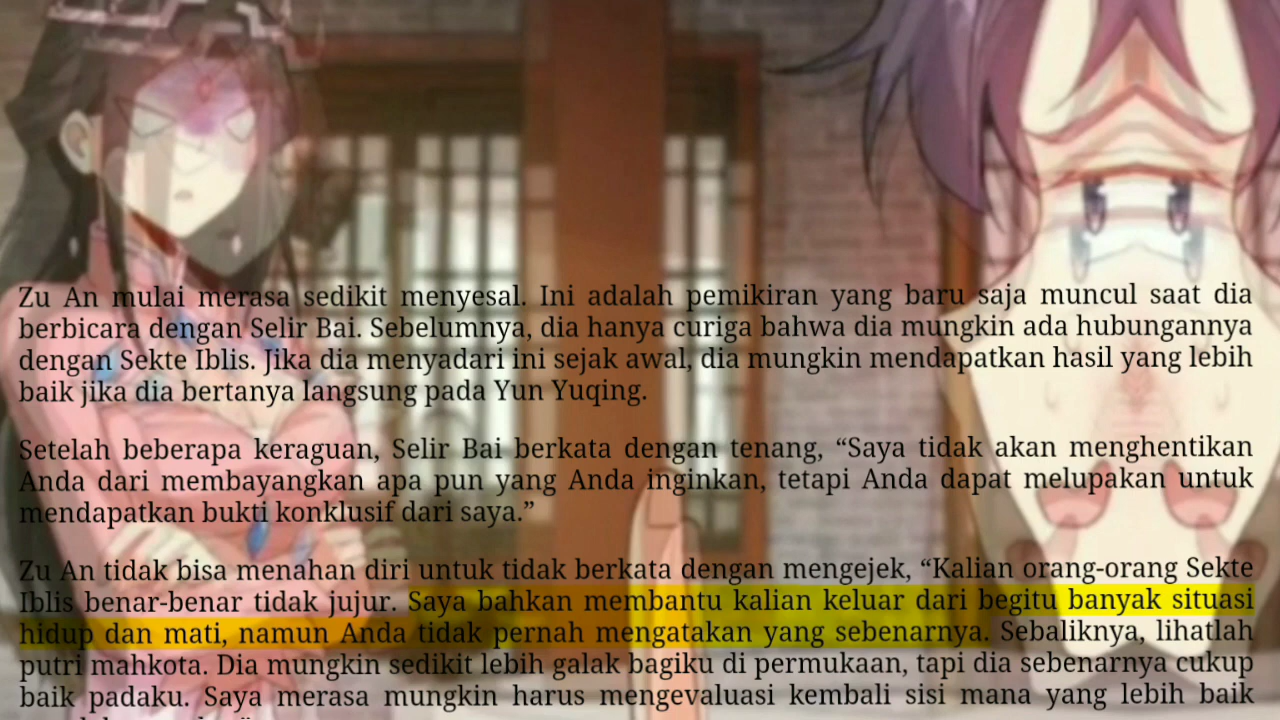 Zu An mulai merasa sedikit menyesal. Ini adalah pemikiran yang baru saja muncul saat dia
berbicara dengan Selir Bai. Sebelumnya, dia hanya curiga bahwa dia mungkin ada hubungannya
dengan Sekte Iblis. Jika dia menyadari ini sejak awal, dia mungkin mendapatkan hasil yang lebih
baik jika dia bertanya langsung pada Yun Yuqing.
Setelah beberapa keraguan, Selir Bai berkata dengan tenang, “Saya tidak akan menghentikan
Anda dari membayangkan apa pun yang Anda inginkan, tetapi Anda dapat melupakan untuk
mendapatkan bukti konklusif dari saya.”
Zu An tidak bisa menahan diri untuk tidak berkata dengan mengejek, “Kalian orang-orang Sekte
Iblis benar-benar tidak jujur. Saya bahkan membantu kalian keluar dari begitu banyak situasi
hidup dan mati, namun Anda tidak pernah mengatakan yang sebenarnya. Sebaliknya, lihatlah
putri mahkota. Dia mungkin sedikit lebih galak bagiku di permukaan, tapi dia sebenarnya cukup
baik padaku. Saya merasa mungkin harus mengevaluasi kembali sisi mana yang lebih baik